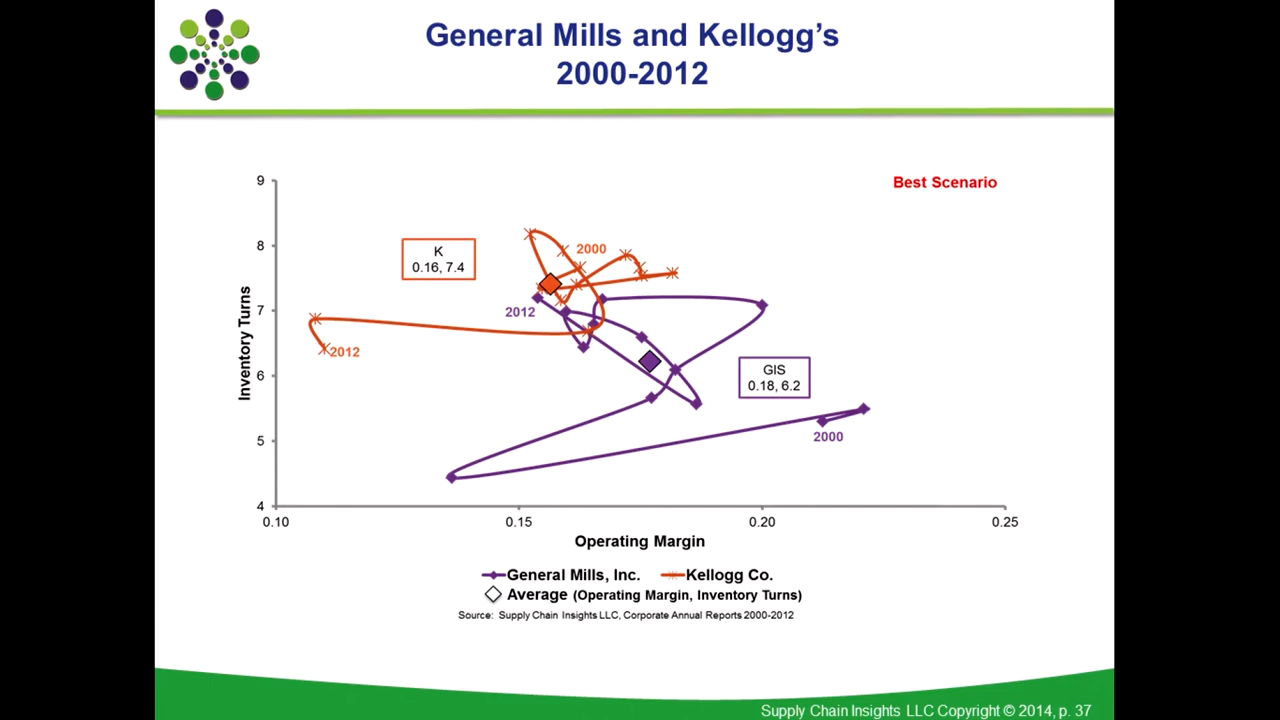 General Mills and Kellogg's
2000-2012
Best Scenario
9
8
7
6
5
4
Inventory Turns
K
0.16, 7.4
2000
2012
2012
GIS
0.18, 6.2
2000
0.10
0.15
0.20
0.25
Operating Margin
General Mills, Inc.
Kellogg Co.
Average (Operating Margin, Inventory Turns)
Source: Supply Chain Insights LLC, Corporate Annual Reports 2000-2012
Supply Chain Insights LLC Copyright © 2014, p. 37